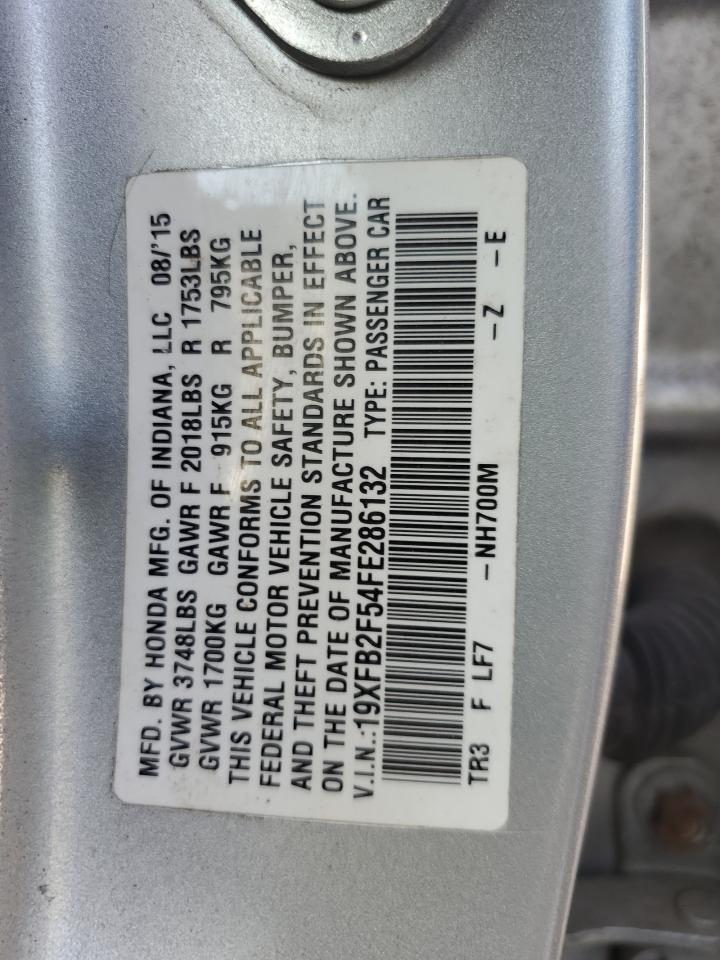 MFD. BY HONDA MFG. OF INDIANA, LLC 08/'15
GVWR 3748LBS GAWR F 2018LBS R 1753LBS
GVWR 1700KG GAWR F 915KG R 795KG
THIS VEHICLE CONFORMS TO ALL APPLICABLE
FEDERAL MOTOR VEHICLE SAFETY, BUMPER,
AND THEFT PREVENTION STANDARDS IN EFFECT
ON THE DATE OF MANUFACTURE SHOWN ABOVE.
V.I.N.:19XFB2F54FE286132 TYPE: PASSENGER CAR
TR3 F LF7 -NH700M -Z -E